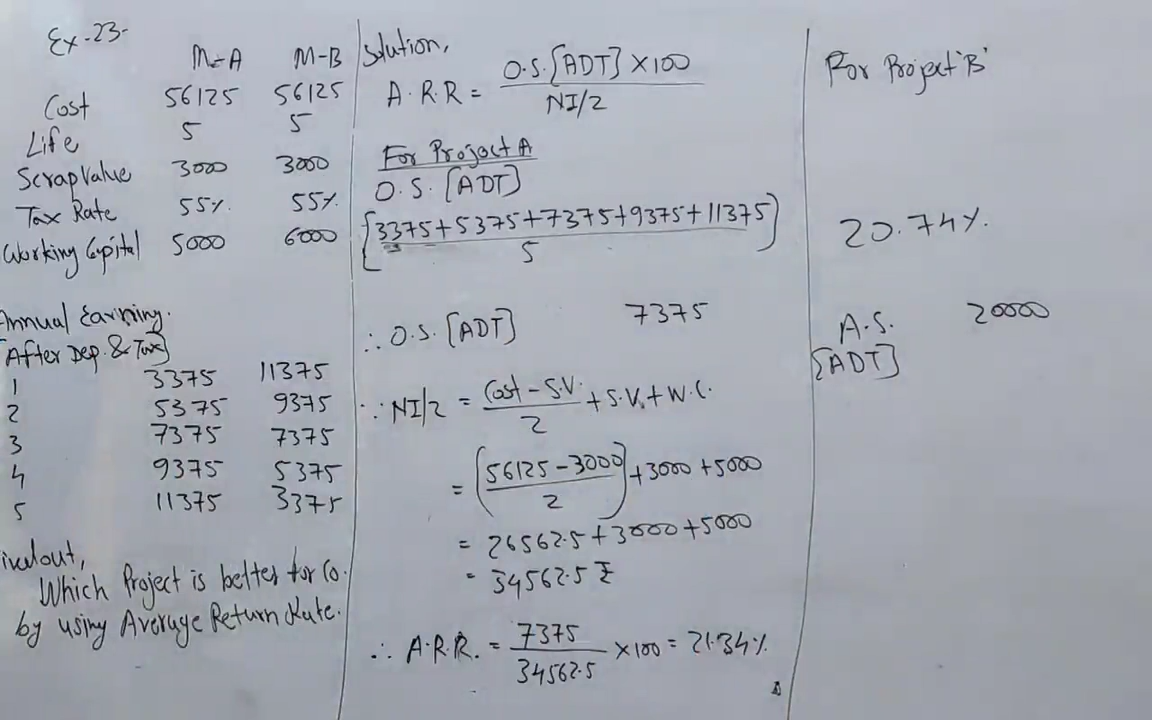 Ex-23-
M-A M-B
Cost 56125 56125
Life 5 5
Scrap Value 3000 3000
Tax Rate 55% 55%
Working Capital 5000 6000
Annual Earning.
[After Dep. & Tax]
1 3375 11375
2 5375 9375
3 7375 7375
4 9375 5375
5 11375 3375
Which Project is better for Co.
by using Average Return Rate.
Solution,
A.R.R = O.S. [ADT] × 100
NI/2
For Project A
O.S. [ADT]
[3375+5375+7375+9375+11375]
5
∴ O.S. [ADT] 7375
∵ NI/2 = Cost - S.V. + S.V. + W.C.
2
= (56125-3000) + 3000 + 5000
2
= 26562.5 + 3000 + 5000
= 34562.5 ₹
∴ A.R.R. = 7375 × 100 = 21.34%
34562.5
For Project 'B'
20.74%
A.S. 20000
[ADT]